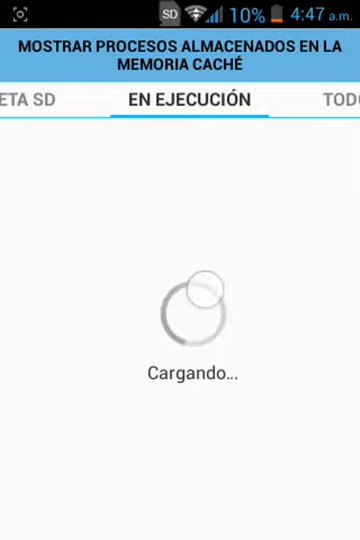 SD 10% 4:47 a.m.
MOSTRAR PROCESOS ALMACENADOS EN LA
MEMORIA CACHÉ
ETA SD EN EJECUCIÓN TODO
Cargando...